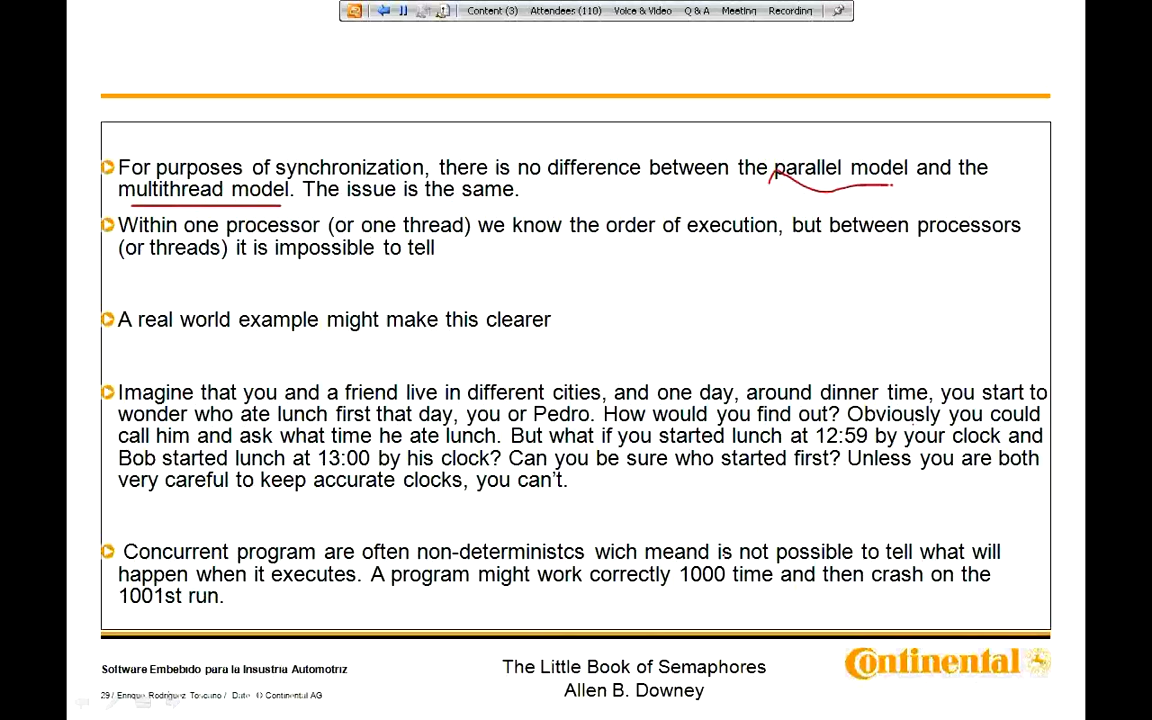 Content (3) Attendees (110) Voice & Video Q & A Meeting Recording
For purposes of synchronization, there is no difference between the parallel model and the
multithread model. The issue is the same.
Within one processor (or one thread) we know the order of execution, but between processors
(or threads) it is impossible to tell
A real world example might make this clearer
Imagine that you and a friend live in different cities, and one day, around dinner time, you start to
wonder who ate lunch first that day, you or Pedro. How would you find out? Obviously you could
call him and ask what time he ate lunch. But what if you started lunch at 12:59 by your clock and
Bob started lunch at 13:00 by his clock? Can you be sure who started first? Unless you are both
very careful to keep accurate clocks, you can't.
Concurrent program are often non-deterministcs wich meand is not possible to tell what will
happen when it executes. A program might work correctly 1000 time and then crash on the
1001st run.
Software Embebido para la Insustria Automotriz
29 / Enrique Rodríguez Toscano / Date © Continental AG
The Little Book of Semaphores
Allen B. Downey
Continental